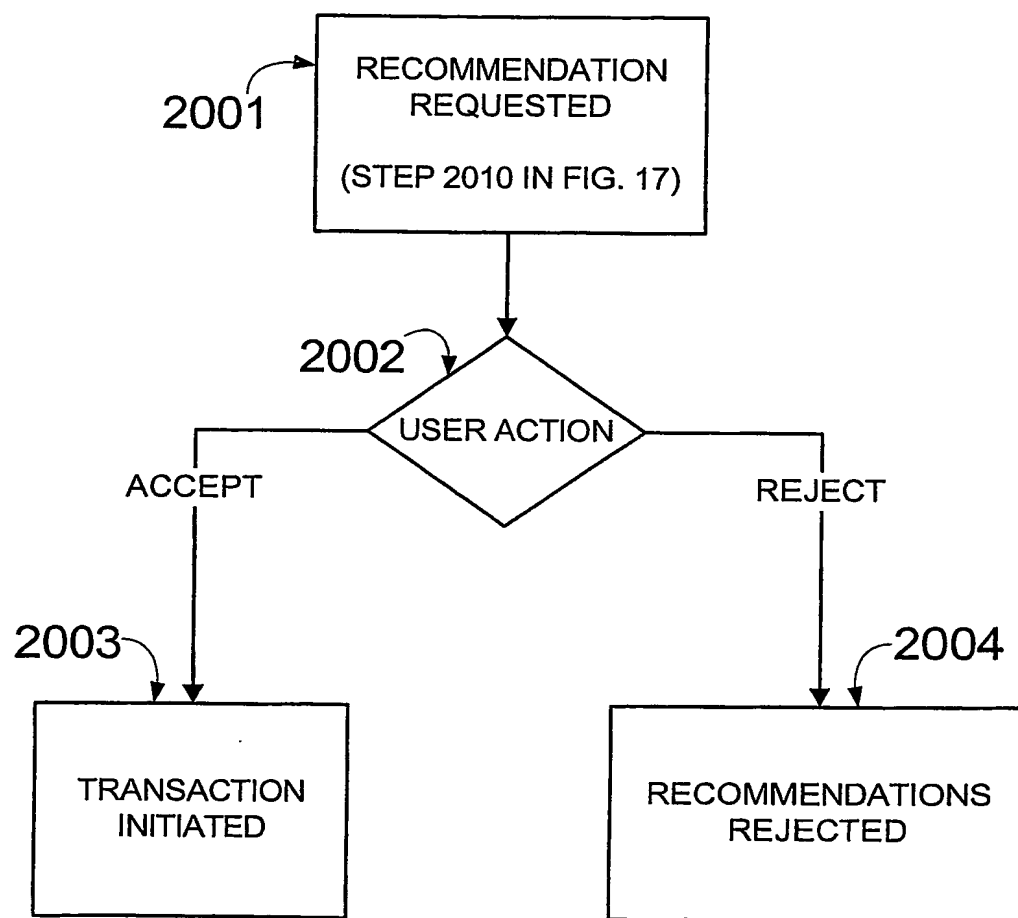 RECOMMENDATION
REQUESTED
(STEP 2010 IN FIG. 17)
2001
2002
USER ACTION
ACCEPT
REJECT
2003
2004
TRANSACTION
INITIATED
RECOMMENDATIONS
REJECTED